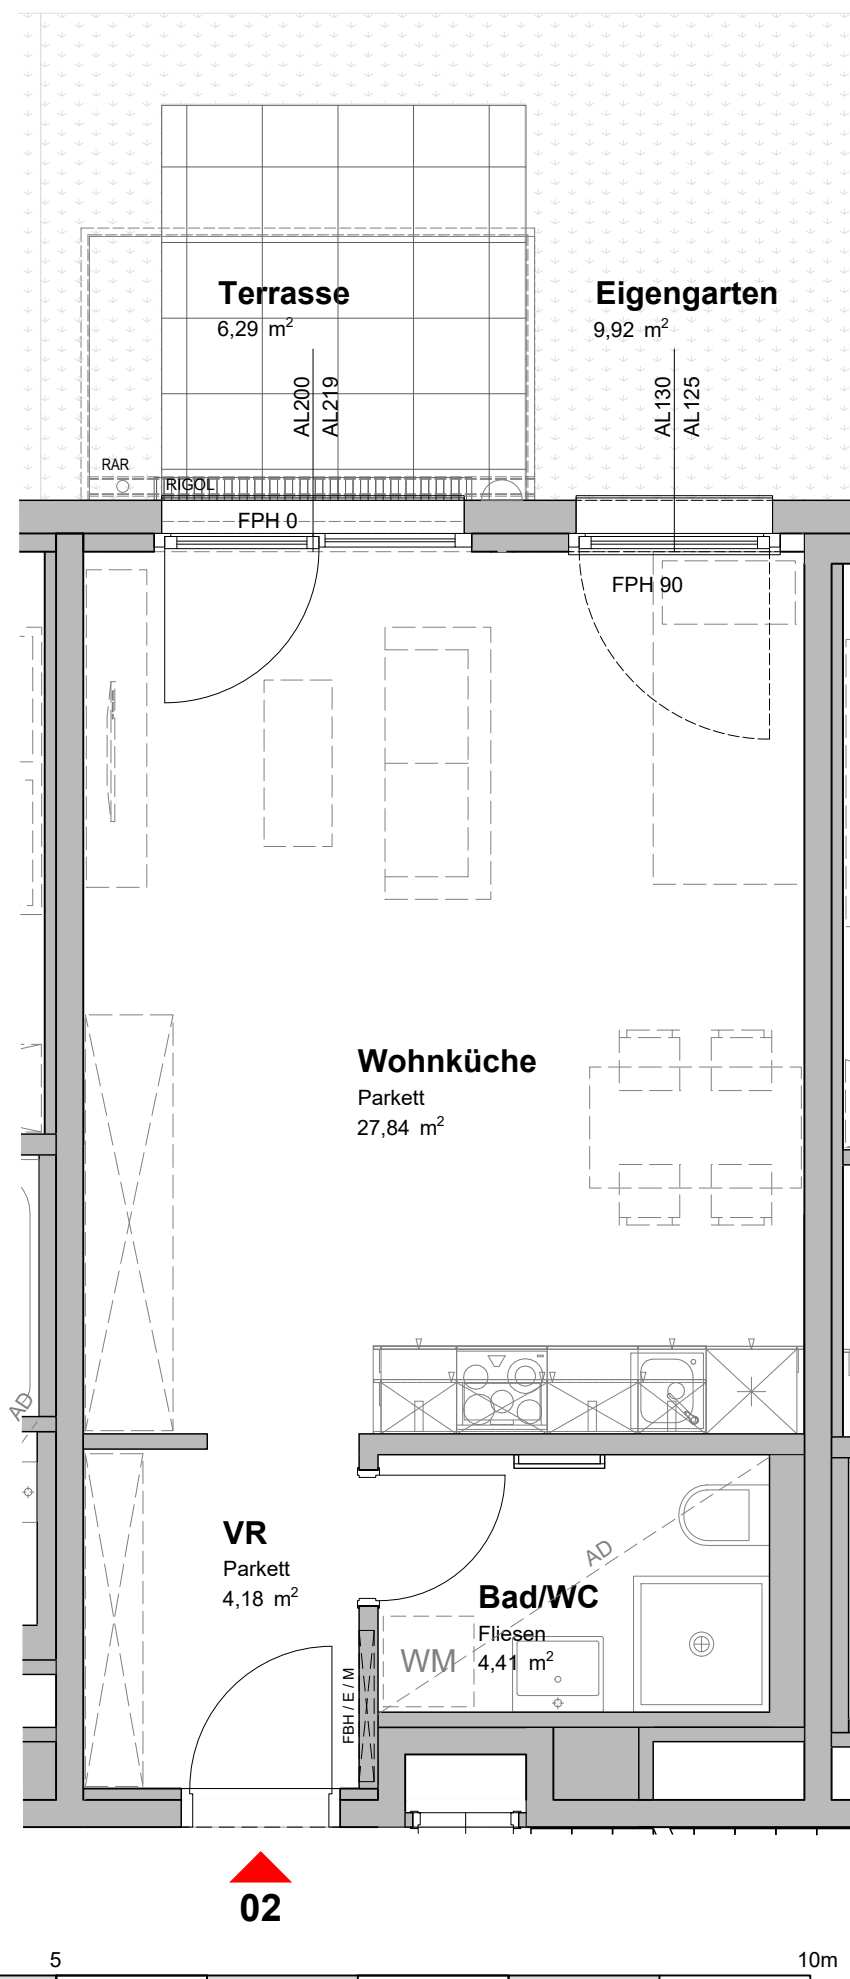 Terrasse
6,29 m²
Eigengarten
9,92 m²
AL200
AL219
AL130
AL125
RAR
RIGOL
FPH 0
FPH 90
Wohnküche
Parkett
27,84 m²
AD
VR
Parkett
4,18 m²
AD
Bad/WC
Fliesen
4,41 m²
WM
FBH / E / M
02
5
10m